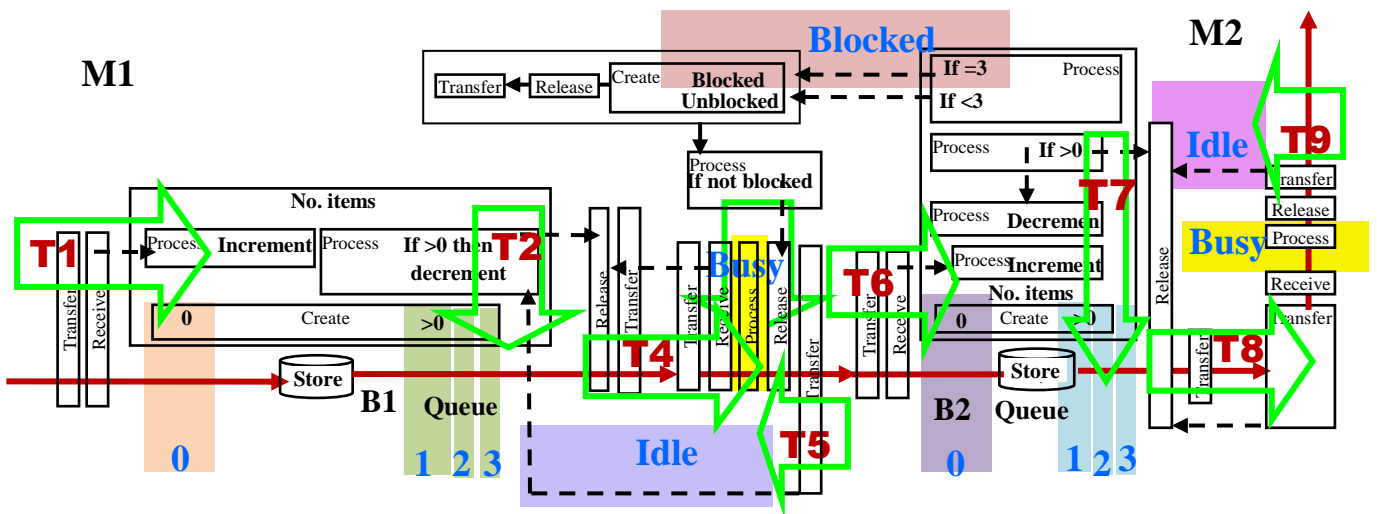 M1
M2
Blocked
Transfer
Release
Create
Blocked
Unblocked
If =3
Process
If <3
Process
If >0
Idle
T9
Transfer
Release
Busy
Process
Receive
Transfer
Process
If not blocked
T7
Process
Decremen
Process
Increment
No. items
0
Create
>0
No. items
T1
Process
Increment
Process
If >0 then
decrement
T2
0
Create
>0
Transfer
Receive
Release
Transfer
T4
Transfer
Receive
Busy
Process
Release
Transfer
T6
Transfer
Receive
Release
Transfer
T8
Store
B1
Queue
Store
B2
Queue
T5
Idle
0
1
2
3
0
1
2
3